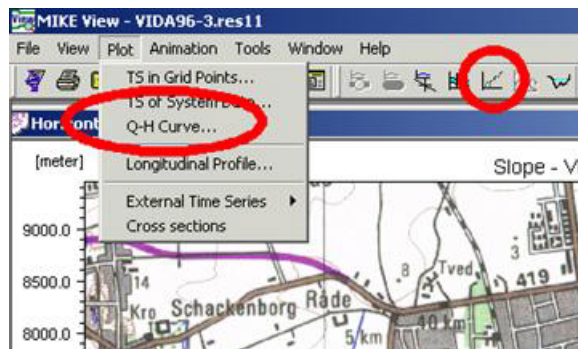 MIKE View - VIDA96-3.res11
File View Plot Animation Tools Window Help
TS in Grid Points...
TS of System Data...
Q-H Curve...
Longitudinal Profile...
External Time Series
Cross sections
Horizont
[meter]
Slope - V
9000.0
8500.0
8000.0
14
Kro Schackenborg Råde
8
Tved
3
419
40 km
5 km